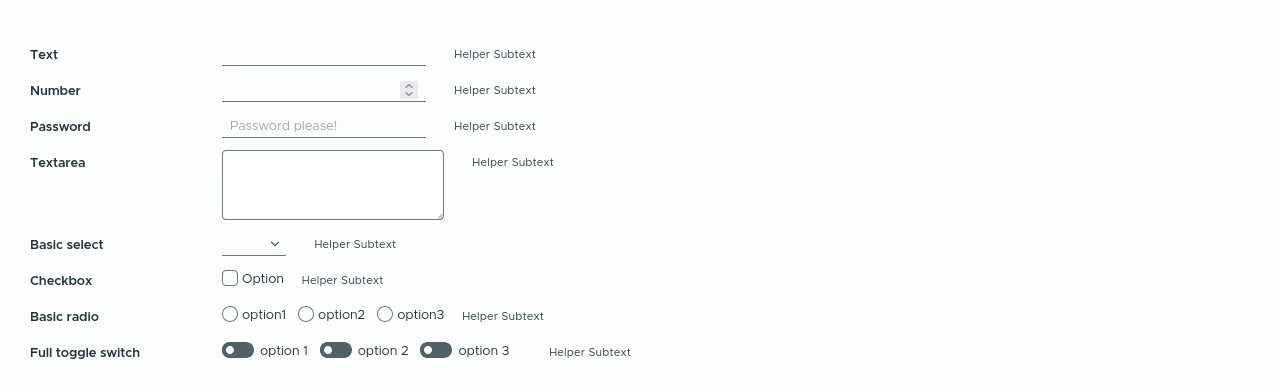 Text Helper Subtext
Number Helper Subtext
Password Password please! Helper Subtext
Textarea Helper Subtext
Basic select Helper Subtext
Checkbox Option Helper Subtext
Basic radio option1 option2 option3 Helper Subtext
Full toggle switch option 1 option 2 option 3 Helper Subtext